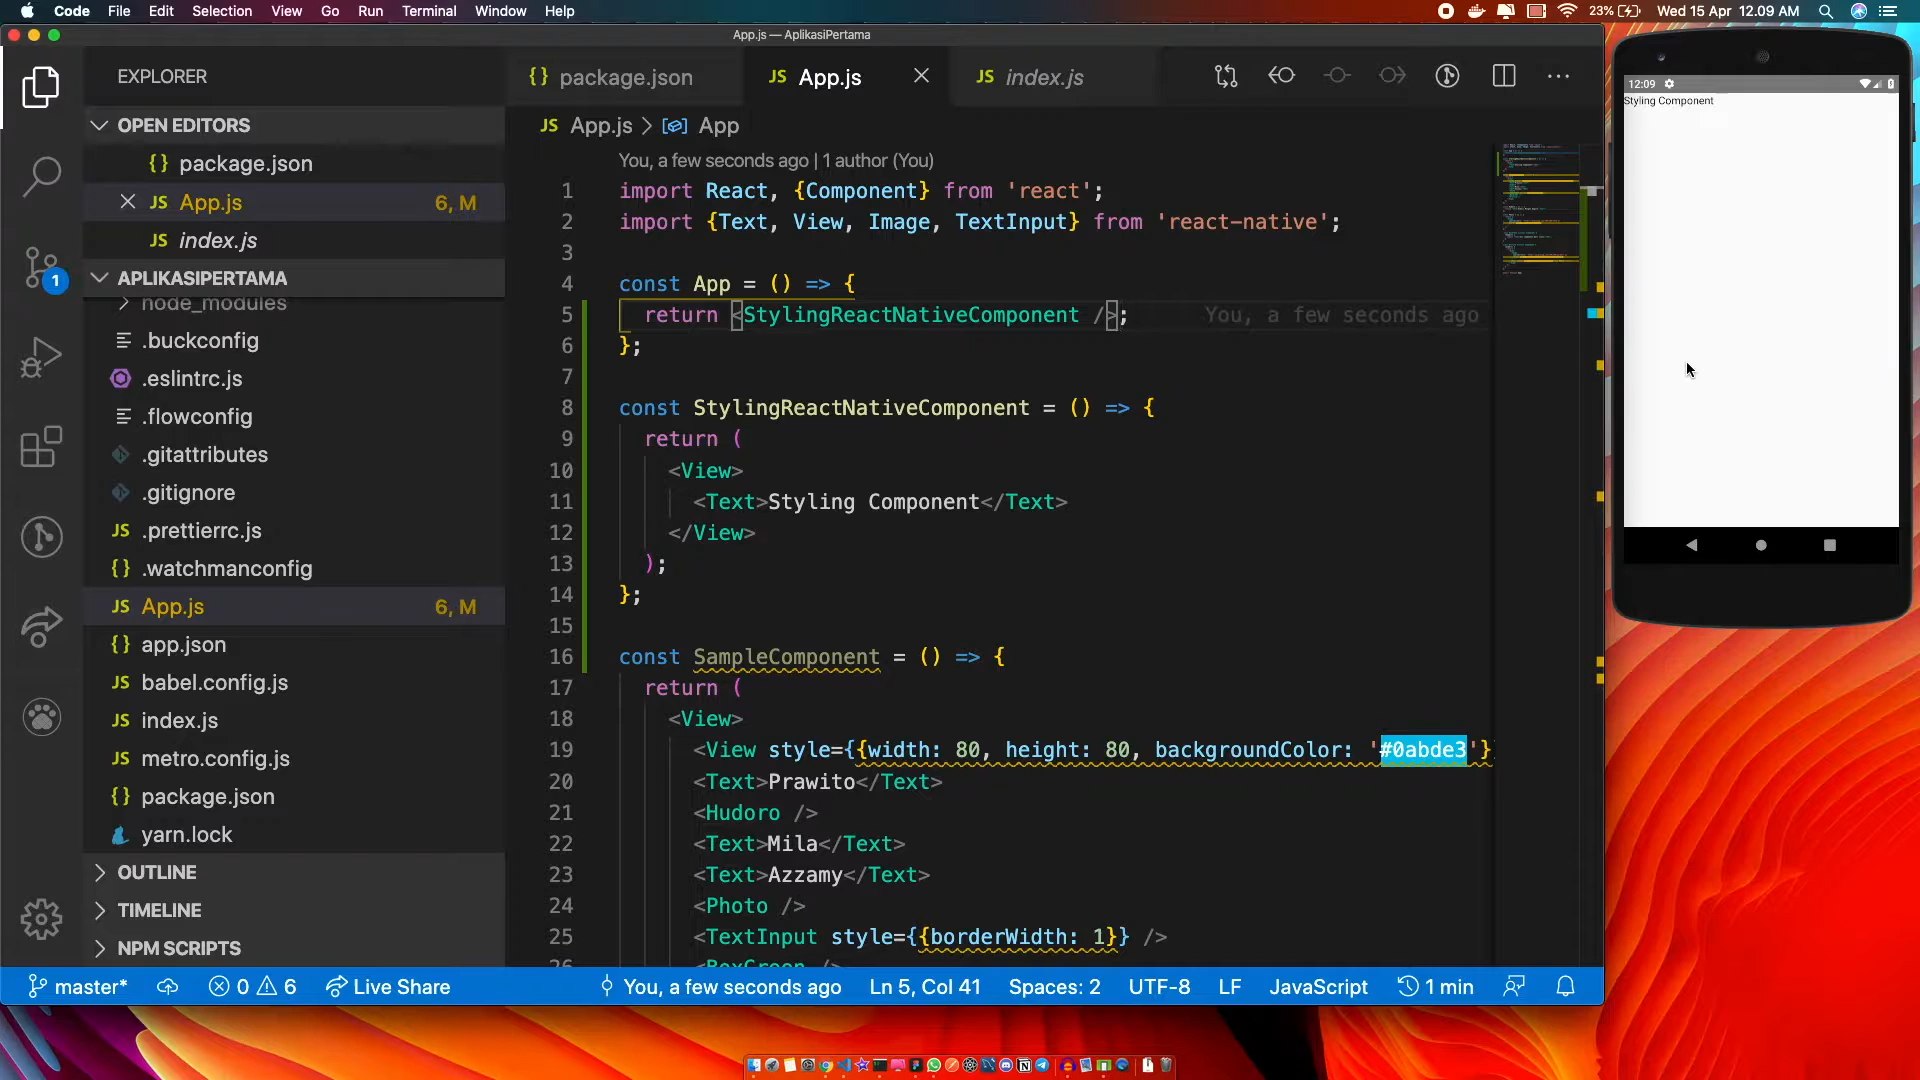 Code File Edit Selection View Go Run Terminal Window Help
23% Wed 15 Apr 12.09 AM
App.js — AplikasiPertama
EXPLORER
OPEN EDITORS
package.json
App.js 6, M
index.js
APLIKASIPERTAMA
node_modules
.buckconfig
.eslintrc.js
.flowconfig
.gitattributes
.gitignore
JS .prettierrc.js
{} .watchmanconfig
JS App.js 6, M
{} app.json
JS babel.config.js
JS index.js
JS metro.config.js
{} package.json
yarn.lock
OUTLINE
TIMELINE
NPM SCRIPTS
{} package.json JS App.js JS index.js
JS App.js > App
You, a few seconds ago | 1 author (You)
1 import React, {Component} from 'react';
2 import {Text, View, Image, TextInput} from 'react-native';
3
4 const App = () => {
5 return <StylingReactNativeComponent />; You, a few seconds ago
6 };
7
8 const StylingReactNativeComponent = () => {
9 return (
10 <View>
11 <Text>Styling Component</Text>
12 </View>
13 );
14 };
15
16 const SampleComponent = () => {
17 return (
18 <View>
19 <View style={{width: 80, height: 80, backgroundColor: '#0abde3'}
20 <Text>Prawito</Text>
21 <Hudoro />
22 <Text>Mila</Text>
23 <Text>Azzamy</Text>
24 <Photo />
25 <TextInput style={{borderWidth: 1}} />
26 <BoxGreen />
master* 0 6 Live Share You, a few seconds ago Ln 5, Col 41 Spaces: 2 UTF-8 LF JavaScript 1 min
1
12:09
Styling Component